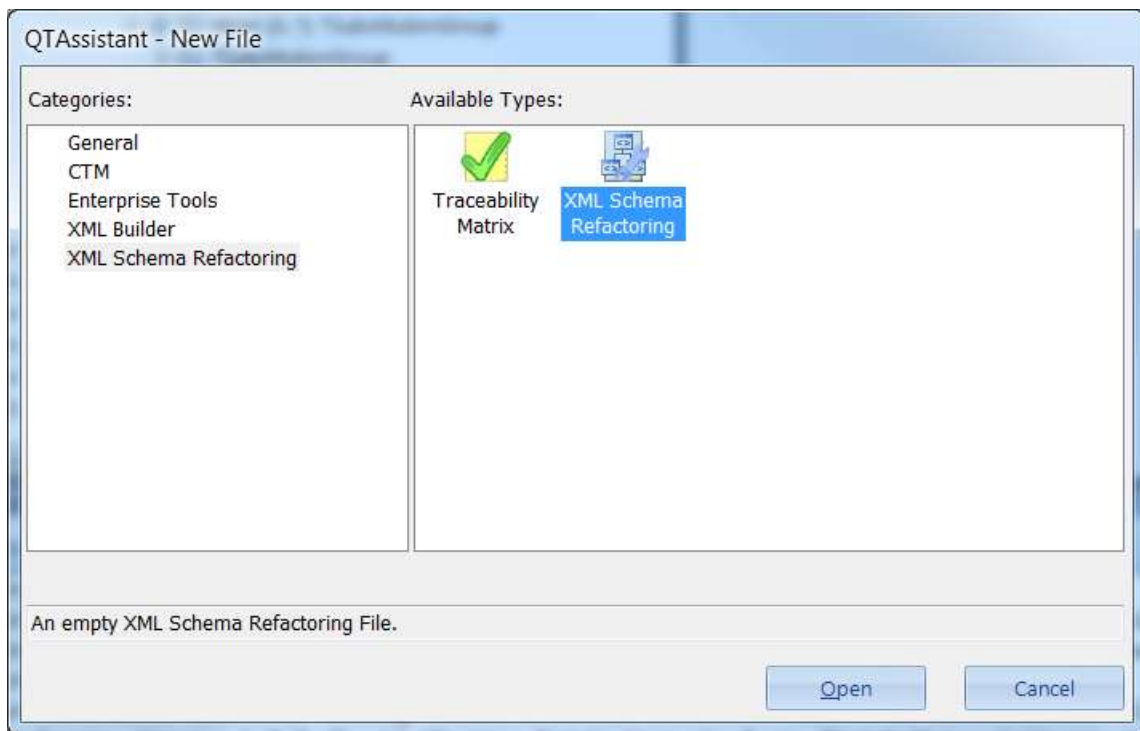 QTAssistant - New File
Categories:
Available Types:
General
CTM
Enterprise Tools
XML Builder
XML Schema Refactoring
Traceability
Matrix
XML Schema
Refactoring
An empty XML Schema Refactoring File.
Open
Cancel